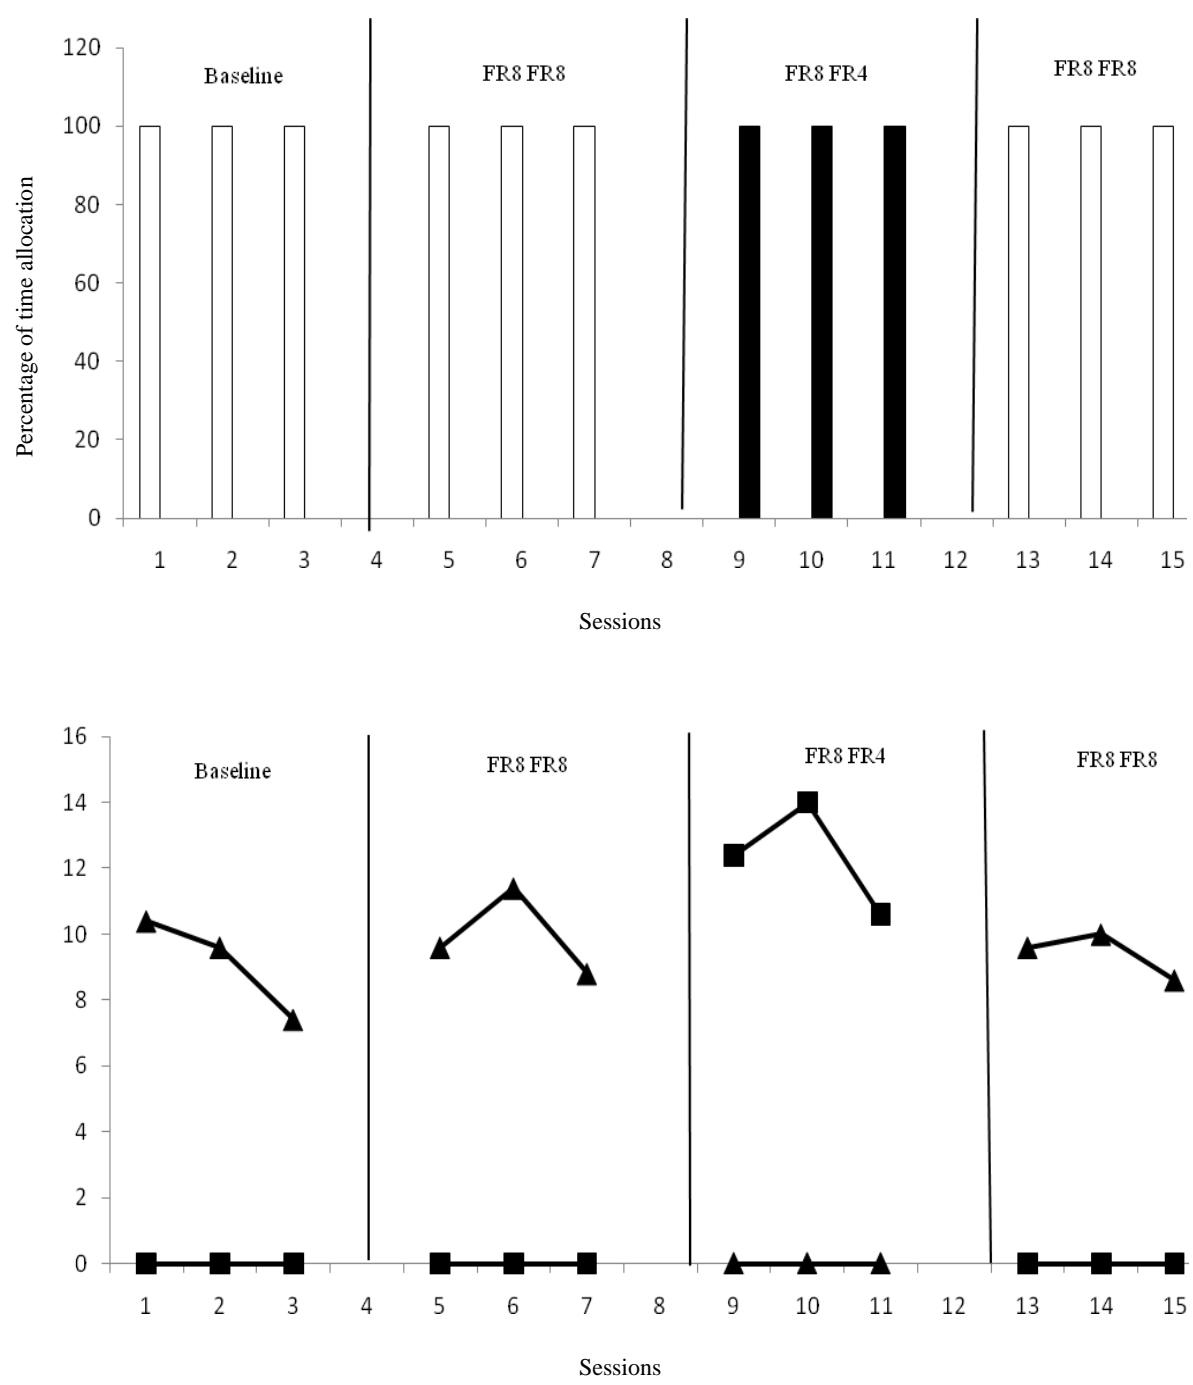 120
Baseline
FR8 FR8
FR8 FR4
FR8 FR8
100
80
60
40
20
0
Percentage of time allocation
1 2 3 4 5 6 7 8 9 10 11 12 13 14 15
Sessions
16
Baseline
FR8 FR8
FR8 FR4
FR8 FR8
14
12
10
8
6
4
2
0
1 2 3 4 5 6 7 8 9 10 11 12 13 14 15
Sessions